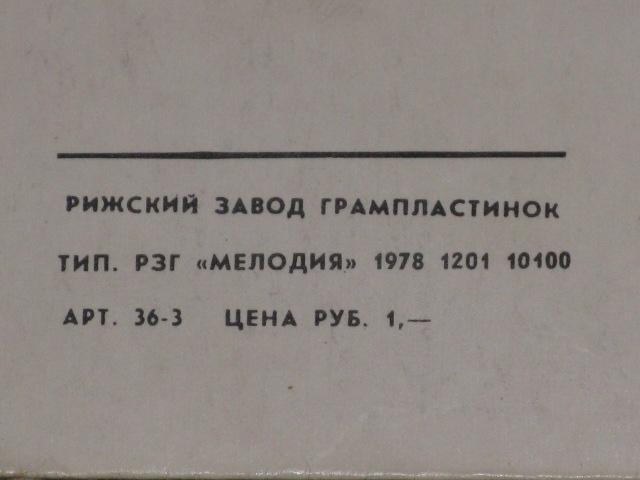 РИЖСКИЙ ЗАВОД ГРАМПЛАСТИНОК
ТИП. РЗГ «МЕЛОДИЯ» 1978 1201 10100
АРТ. 36-3 ЦЕНА РУБ. 1,—